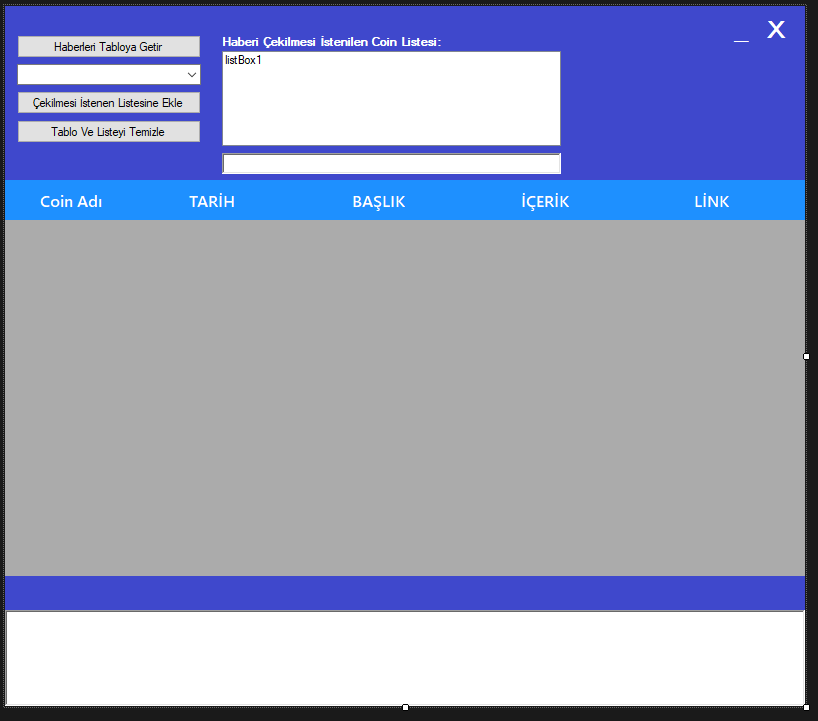 _ X
Haberleri Tabloya Getir
Çekilmesi İstenen Listesine Ekle
Tablo Ve Listeyi Temizle
Haberi Çekilmesi İstenilen Coin Listesi:
listBox1
Coin Adı TARİH BAŞLIK İÇERİK LİNK